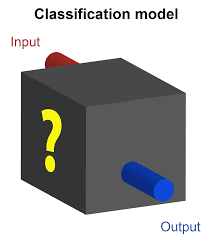 Classification model
Input
?
Output